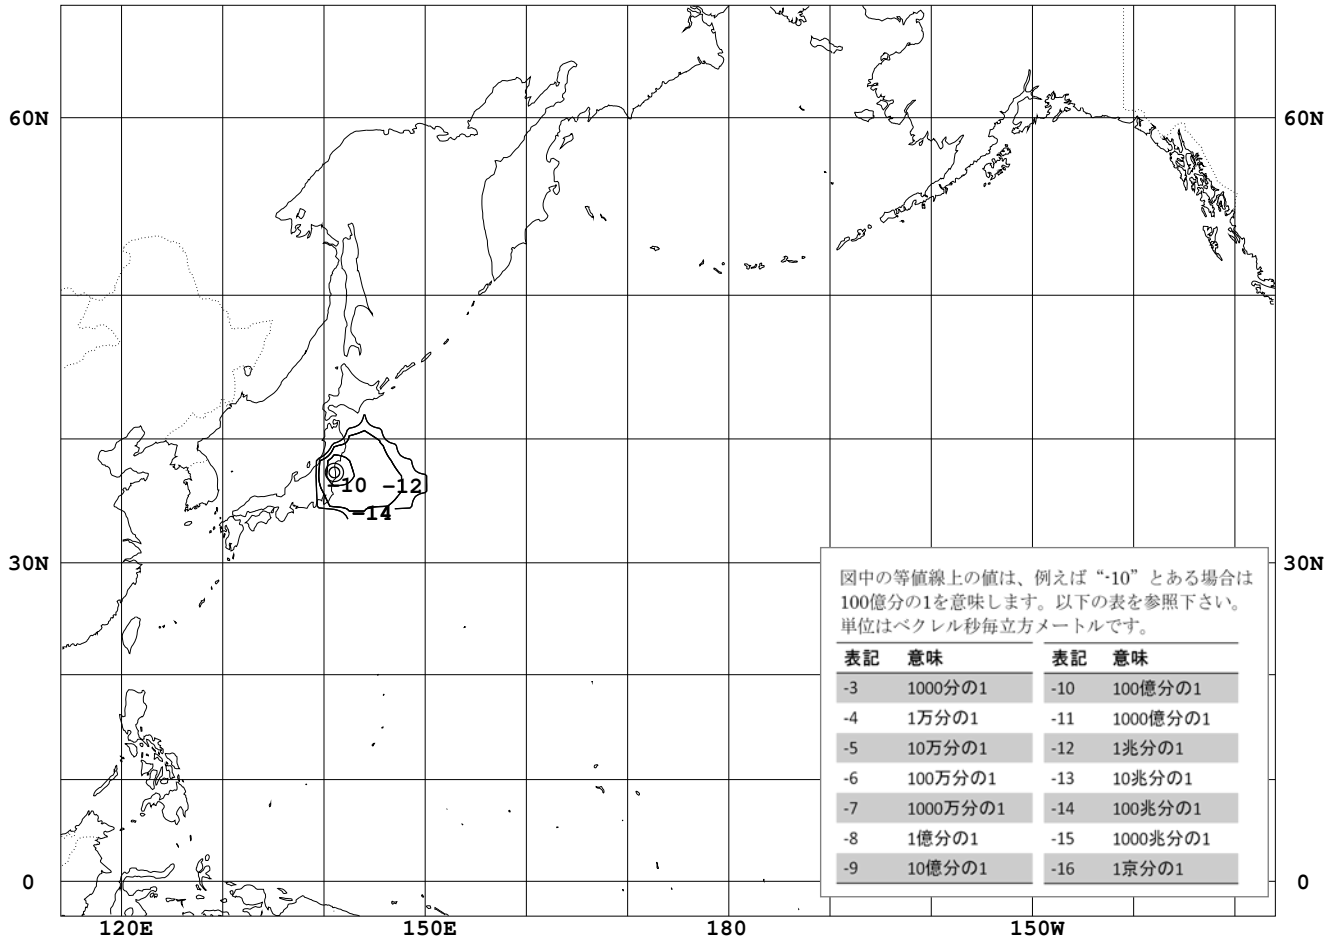 60N
60N
-10
-12
-14
30N
30N
図中の等値線上の値は、例えば“-10”とある場合は
100億分の1を意味します。以下の表を参照下さい。
単位はベクレル秒毎立方メートルです。
表記 意味 表記 意味
-3 1000分の1 -10 100億分の1
-4 1万分の1 -11 1000億分の1
-5 10万分の1 -12 1兆分の1
-6 100万分の1 -13 10兆分の1
-7 1000万分の1 -14 100兆分の1
-8 1億分の1 -15 1000兆分の1
-9 10億分の1 -16 1京分の1
0
0
120E 150E 180 150W